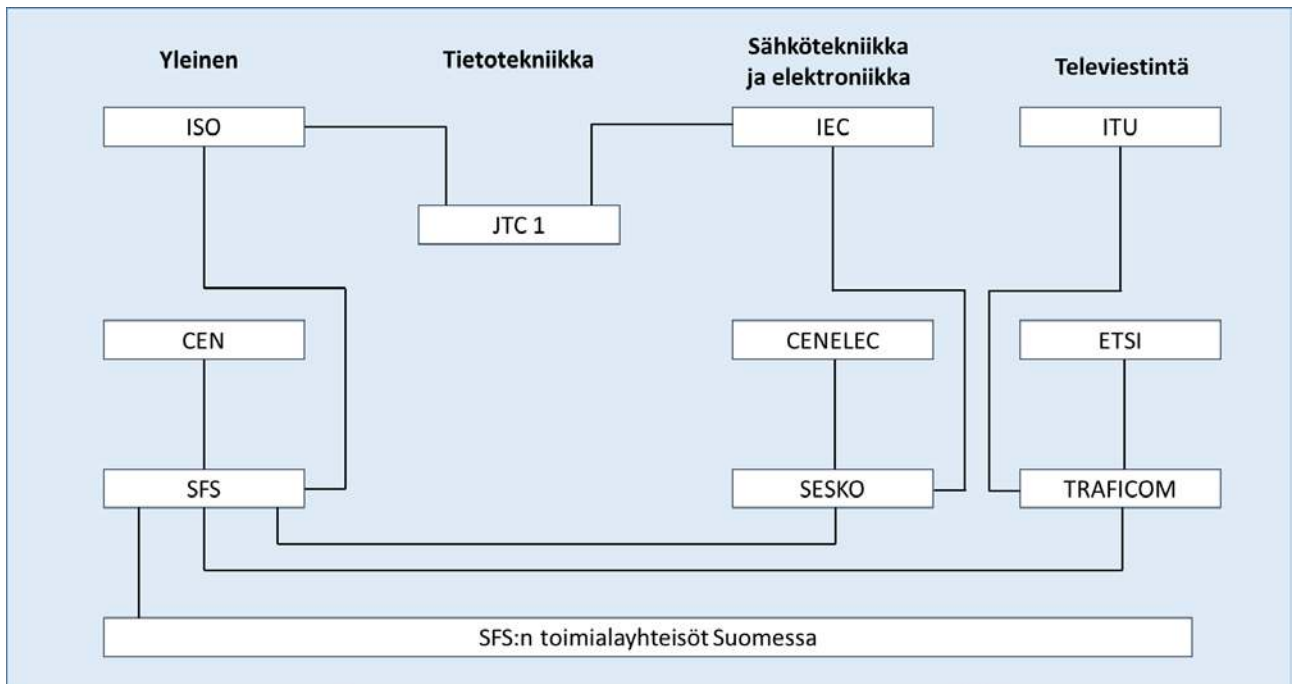 Yleinen
Tietotekniikka
Sähkötekniikka
ja elektroniikka
Televiestintä
ISO
IEC
ITU
JTC 1
CEN
CENELEC
ETSI
SFS
SESKO
TRAFICOM
SFS:n toimialayhteisöt Suomessa